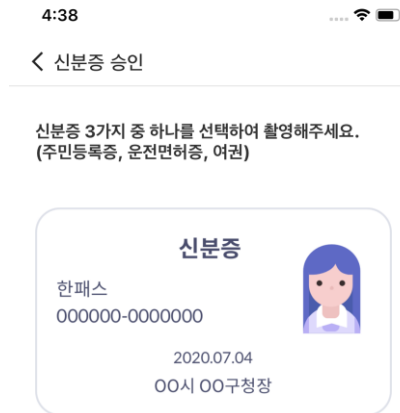 4:38
신분증 승인
신분증 3가지 중 하나를 선택하여 촬영해주세요.
(주민등록증, 운전면허증, 여권)
신분증
한패스
000000-0000000
2020.07.04
OO시 OO구청장